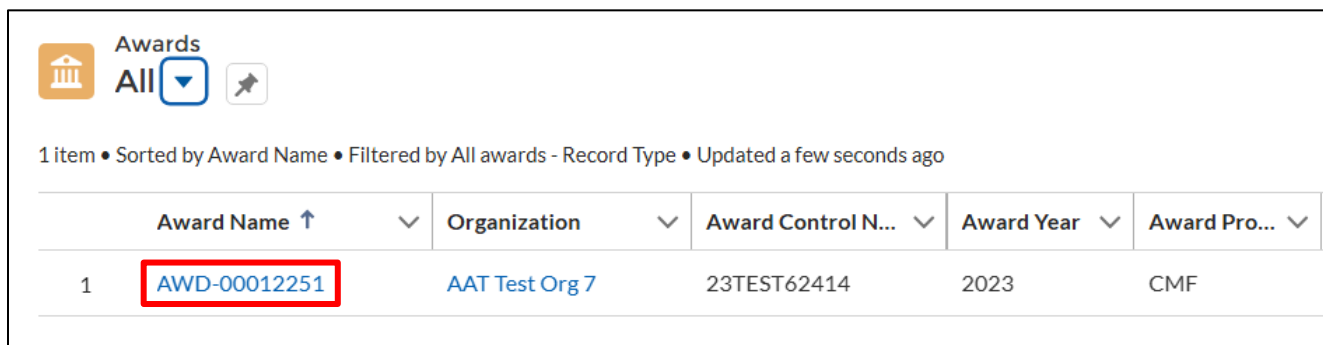 Awards
All
1 item • Sorted by Award Name • Filtered by All awards - Record Type • Updated a few seconds ago
Award Name ↑ Organization Award Control N... Award Year Award Pro...
1 AWD-00012251 AAT Test Org 7 23TEST62414 2023 CMF